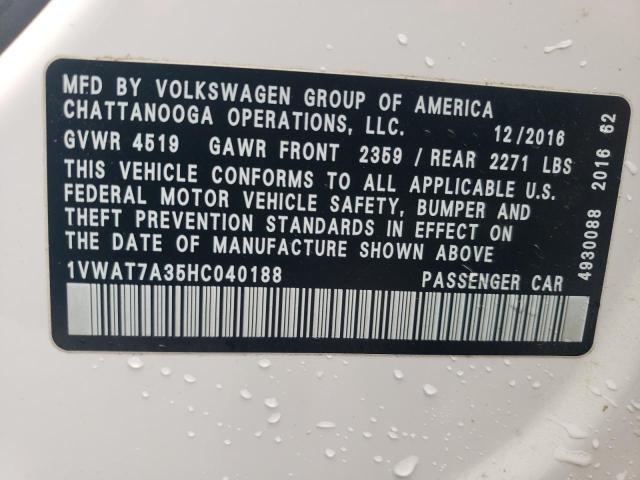 MFD BY VOLKSWAGEN GROUP OF AMERICA
CHATTANOOGA OPERATIONS, LLC. 12/2016
GVWR 4519 GAWR FRONT 2359 / REAR 2271 LBS
THIS VEHICLE CONFORMS TO ALL APPLICABLE U.S.
FEDERAL MOTOR VEHICLE SAFETY, BUMPER AND
THEFT PREVENTION STANDARDS IN EFFECT ON
THE DATE OF MANUFACTURE SHOWN ABOVE
1VWAT7A35HC040188 PASSENGER CAR
4930088 2016 62